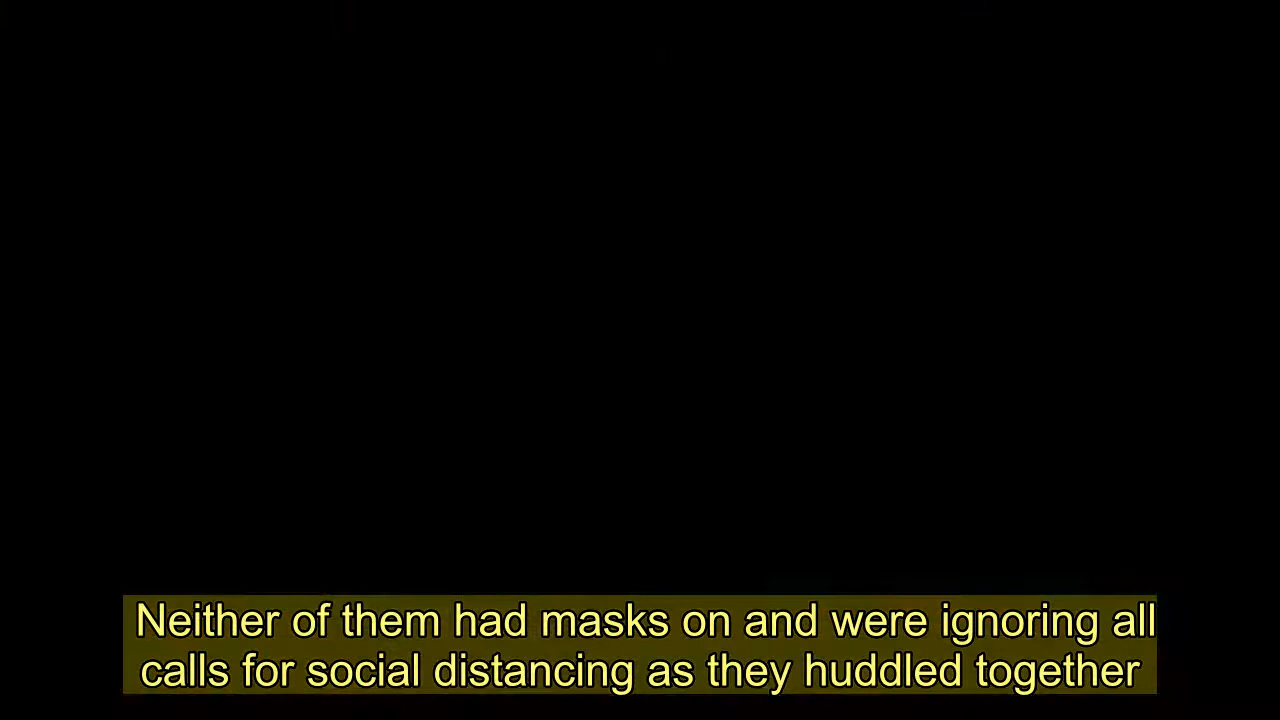 Neither of them had masks on and were ignoring all
calls for social distancing as they huddled together